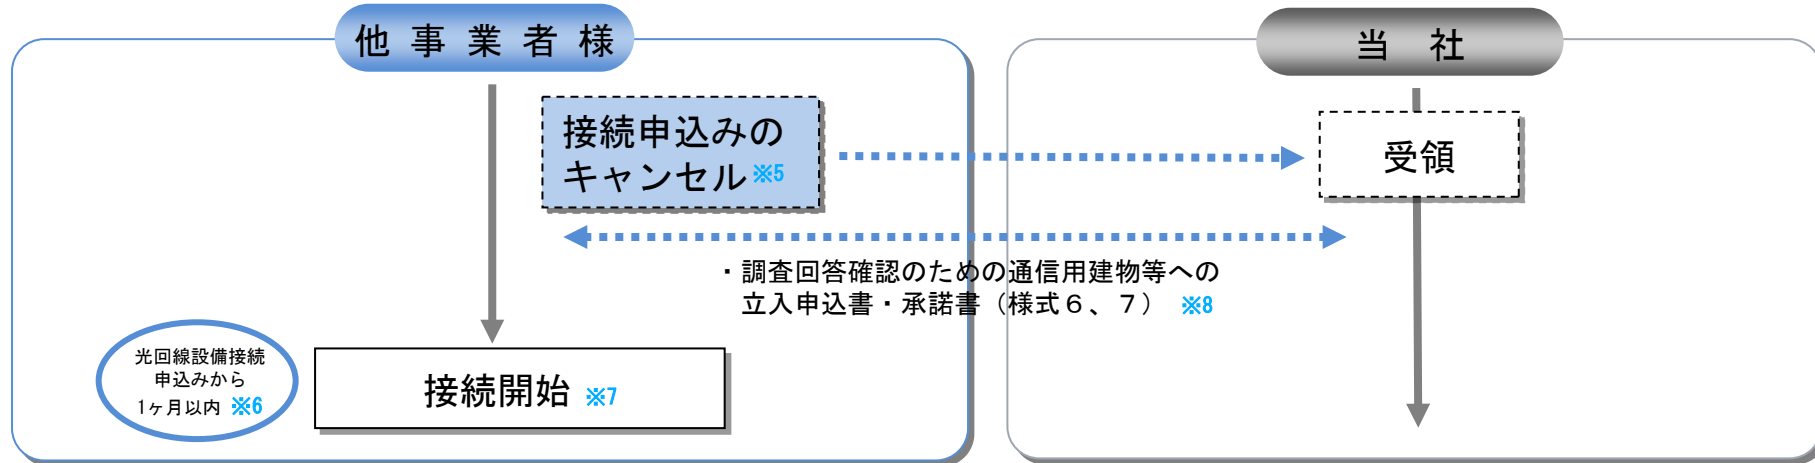 他事業者様
当社
接続申込みの
キャンセル※5
受領
・調査回答確認のための通信用建物等への
立入申込書・承諾書（様式６、７） ※8
光回線設備接続
申込みから
1ヶ月以内 ※6
接続開始 ※7